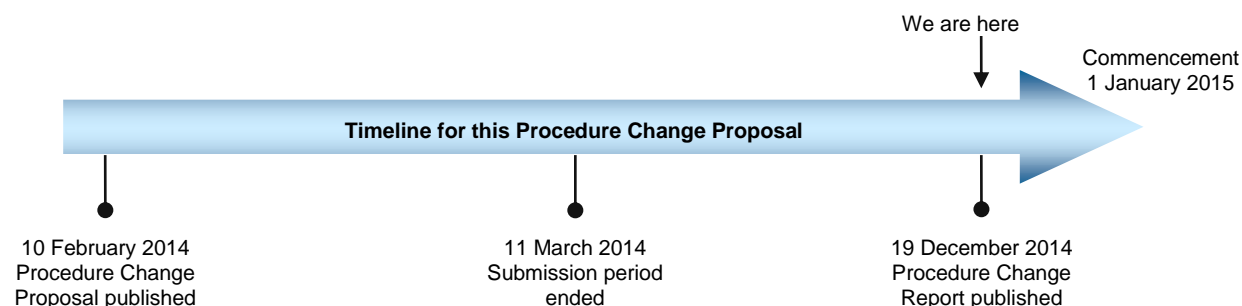 We are here
Commencement
1 January 2015
Timeline for this Procedure Change Proposal
10 February 2014
Procedure Change
Proposal published
11 March 2014
Submission period
ended
19 December 2014
Procedure Change
Report published